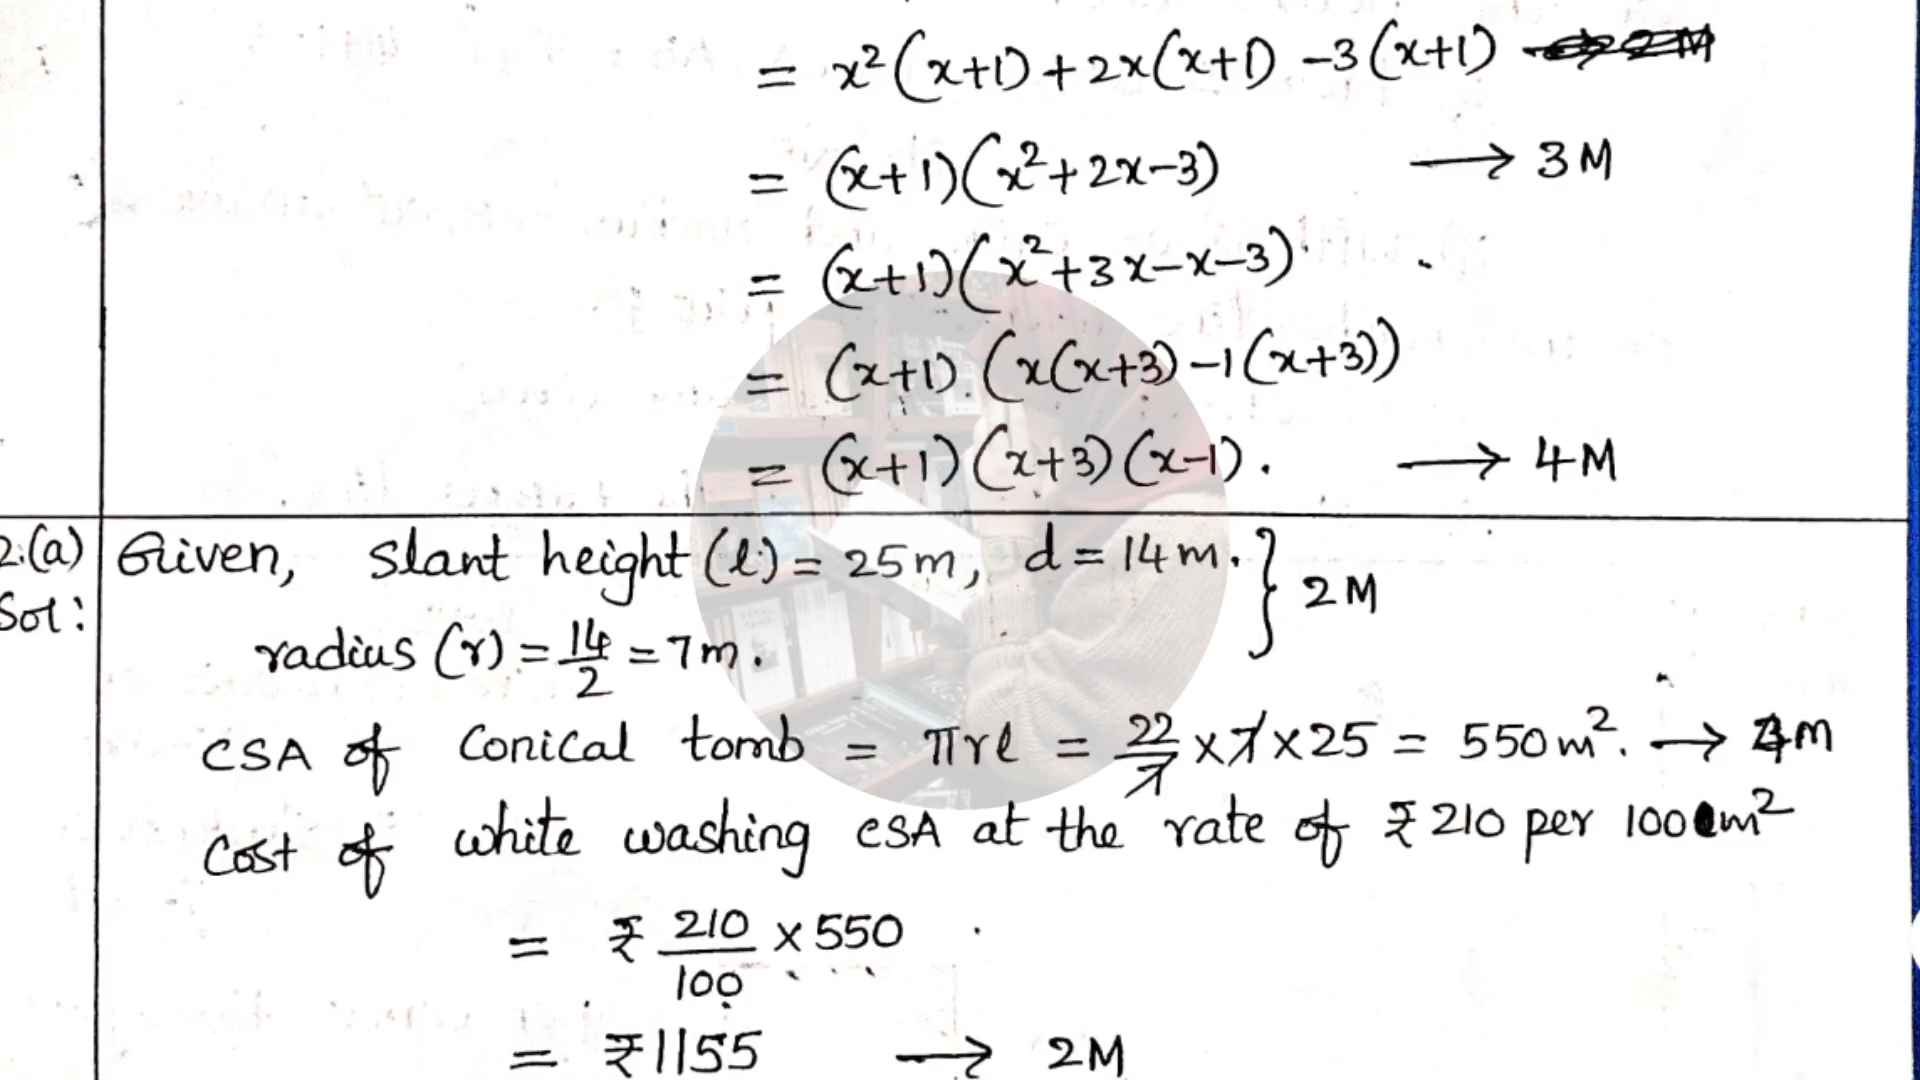 = x²(x+1)+2x(x+1) -3(x+1)
= (x+1)(x²+2x-3) → 3M
= (x+1)(x²+3x-x-3)
= (x+1).(x(x+3)-1(x+3))
= (x+1)(x+3)(x-1). → 4M
2.(a) Given, slant height (l) = 25m, d = 14m. } 2M
Sol: radius (r) = 14/2 = 7m.
CSA of Conical tomb = πrl = 22/7 × 7 × 25 = 550 m². → M
Cost of white washing CSA at the rate of ₹ 210 per 100 m²
= ₹ 210/100 × 550
= ₹1155 → 2M